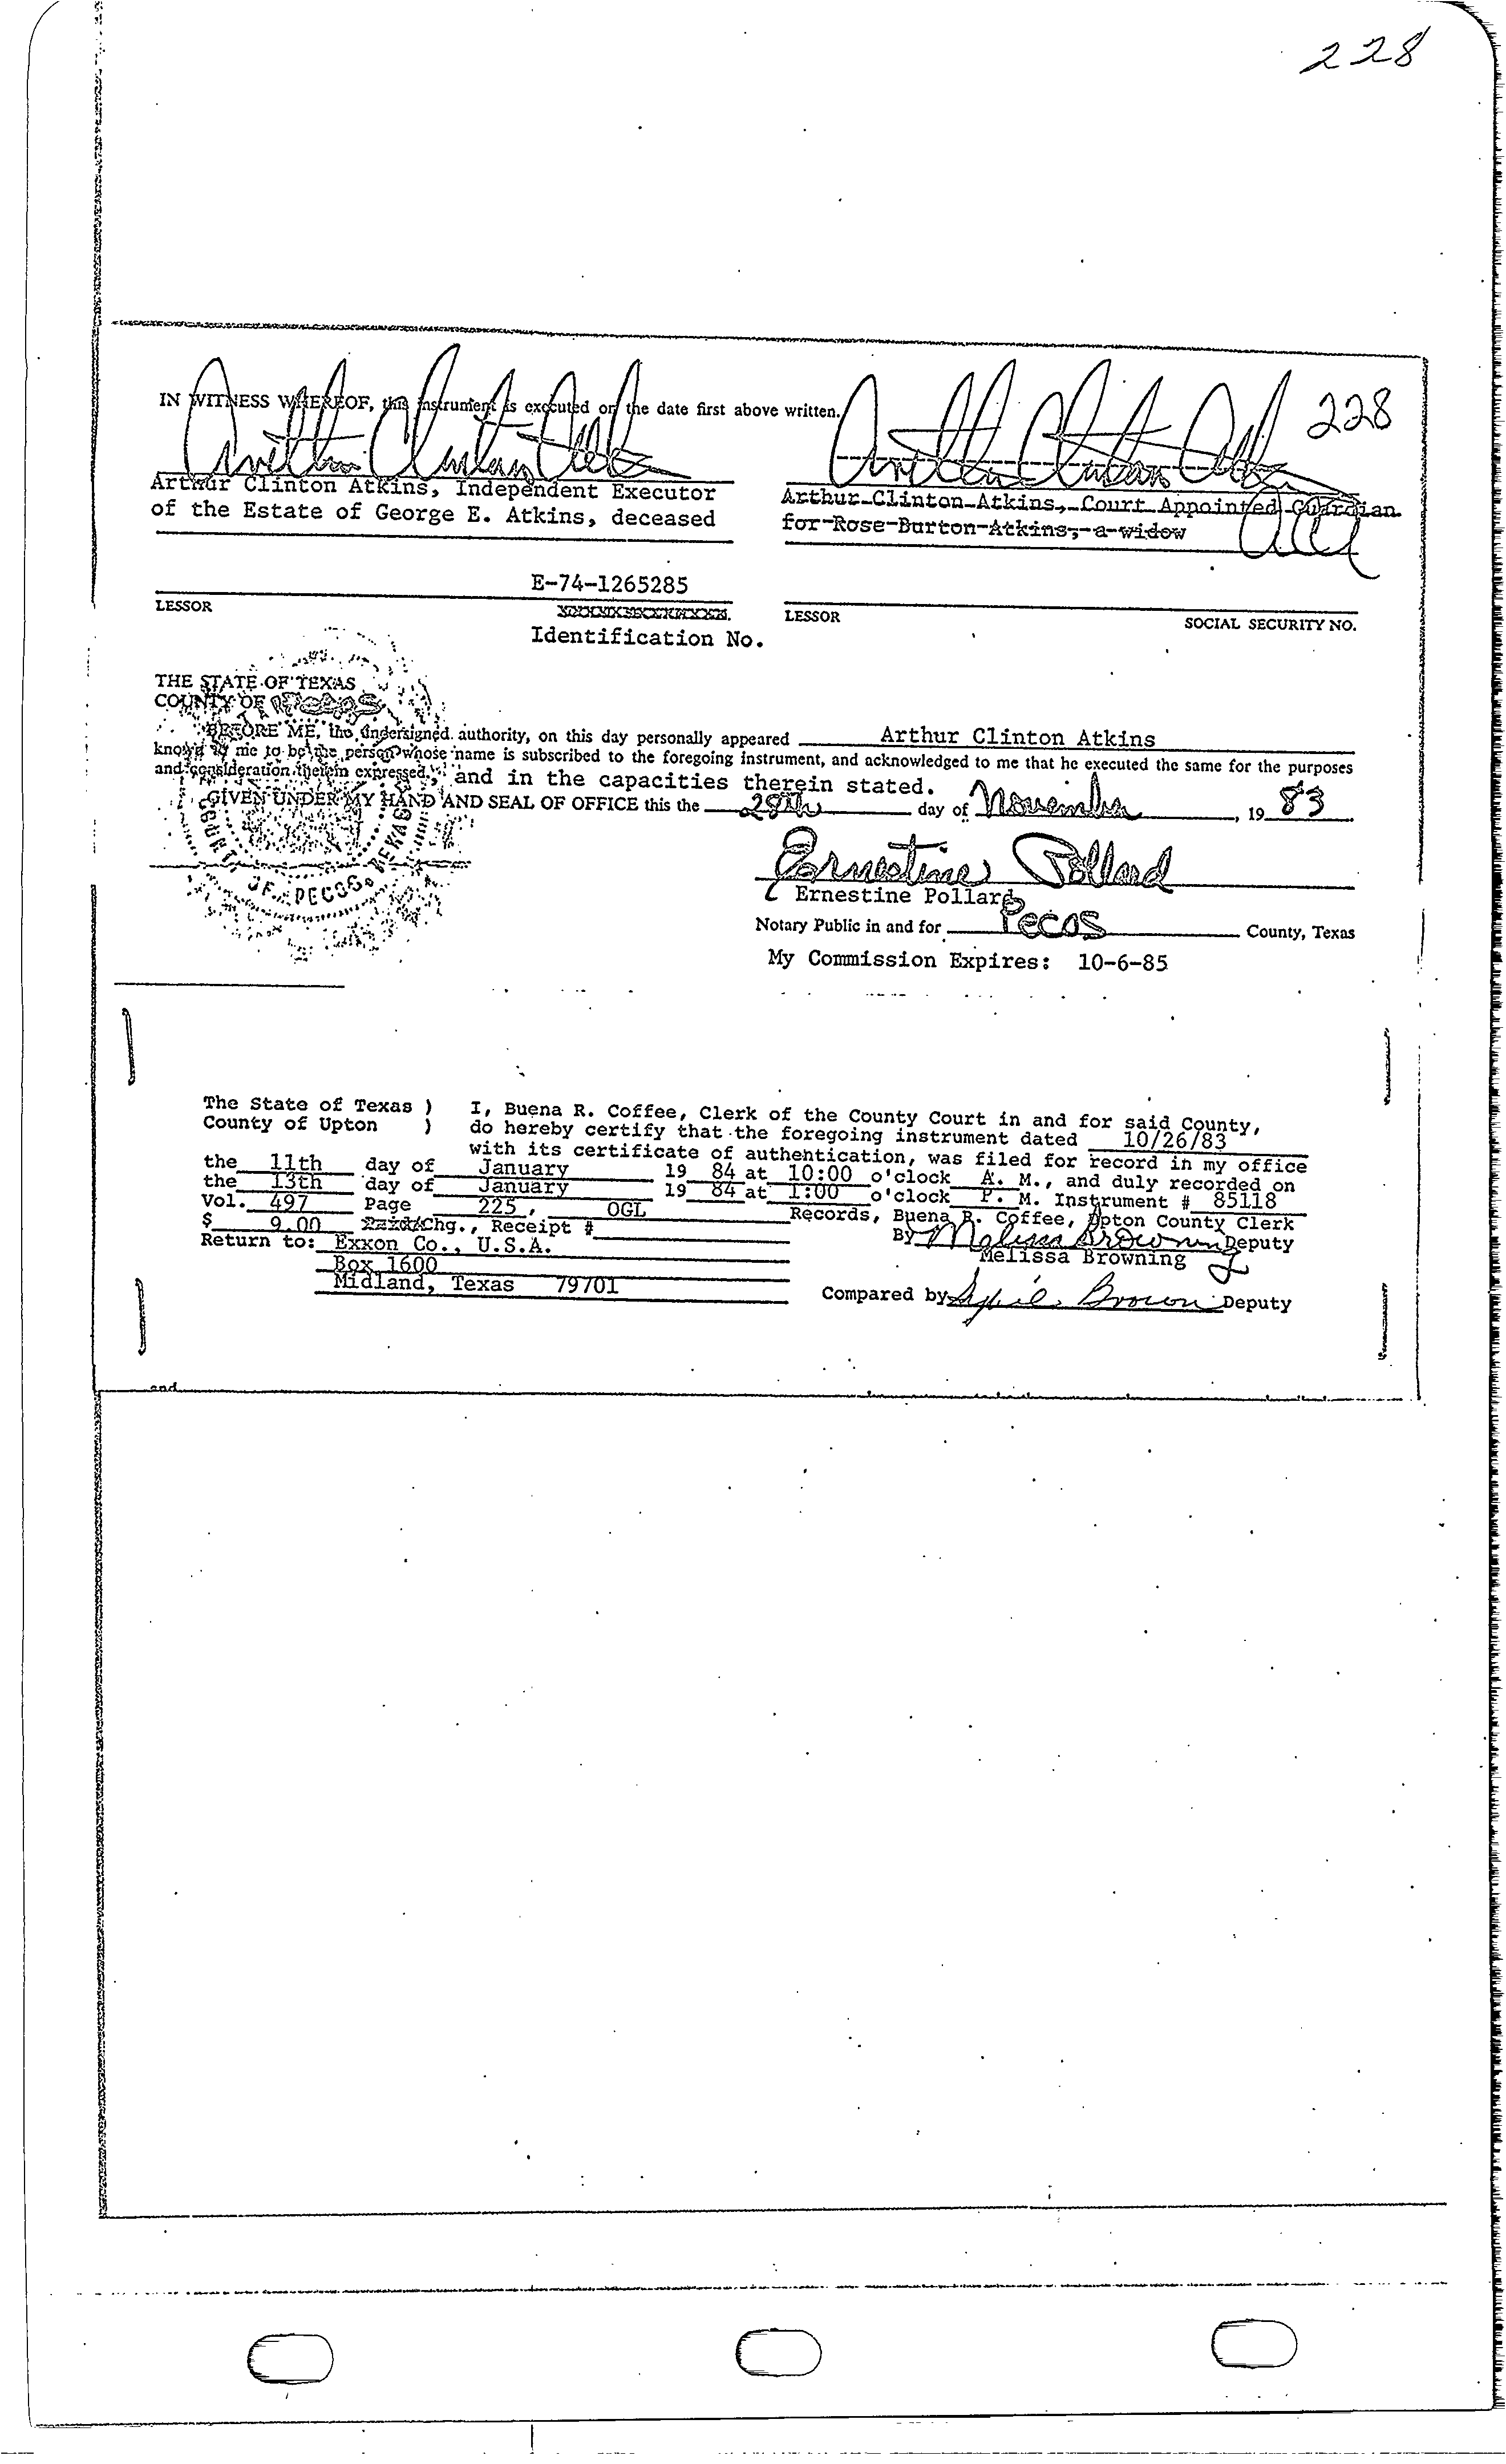 228
IN WITNESS WHEREOF, this instrument is executed on the date first above written.
228
Arthur Clinton Atkins
Arthur Clinton Atkins
Arthur Clinton Atkins, Independent Executor
of the Estate of George E. Atkins, deceased
Arthur Clinton Atkins, Court Appointed Guardian
for Rose Burton Atkins, a widow
E-74-1265285
LESSOR
Identification No.
LESSOR
SOCIAL SECURITY NO.
THE STATE OF TEXAS
COUNTY OF Pecos
BEFORE ME, the undersigned authority, on this day personally appeared Arthur Clinton Atkins
known to me to be the person whose name is subscribed to the foregoing instrument, and acknowledged to me that he executed the same for the purposes
and consideration therein expressed, and in the capacities therein stated.
GIVEN UNDER MY HAND AND SEAL OF OFFICE this the 28th day of November, 19 83
Ernestine Pollard
Ernestine Pollard
Notary Public in and for Pecos County, Texas
My Commission Expires: 10-6-85
OF PECOS
The State of Texas )
County of Upton )
I, Buena R. Coffee, Clerk of the County Court in and for said County,
do hereby certify that the foregoing instrument dated 10/26/83
with its certificate of authentication, was filed for record in my office
the 11th day of January 19 84 at 10:00 o'clock A. M., and duly recorded on
the 13th day of January 19 84 at 1:00 o'clock P. M. Instrument # 85118
Vol. 497 Page 225, OGL Records, Buena R. Coffee, Upton County Clerk
$ 9.00 Chg., Receipt #
By Melissa Browning Deputy
Melissa Browning
Return to: Exxon Co., U.S.A.
Box 1600
Midland, Texas 79701
Compared by Sybil Brown Deputy
and